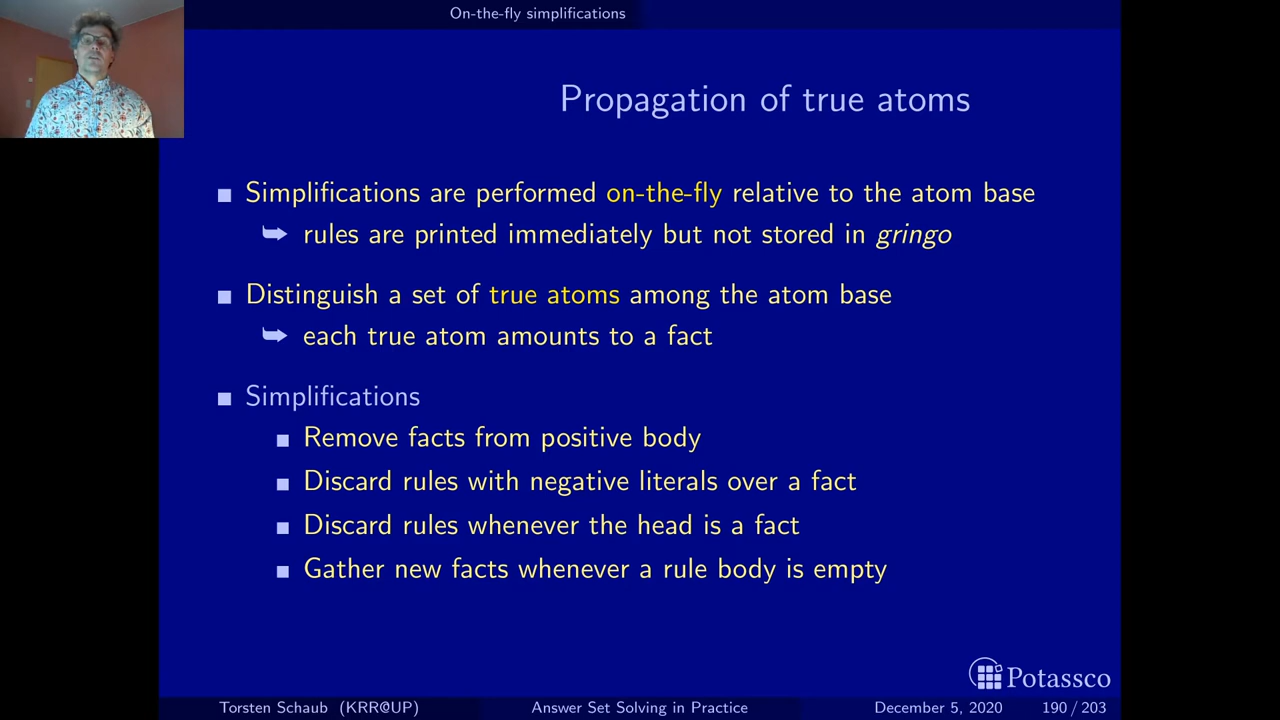 On-the-fly simplifications
Propagation of true atoms
Simplifications are performed on-the-fly relative to the atom base
rules are printed immediately but not stored in gringo
Distinguish a set of true atoms among the atom base
each true atom amounts to a fact
Simplifications
Remove facts from positive body
Discard rules with negative literals over a fact
Discard rules whenever the head is a fact
Gather new facts whenever a rule body is empty
Potassco
Torsten Schaub (KRR@UP) Answer Set Solving in Practice December 5, 2020 190 / 203